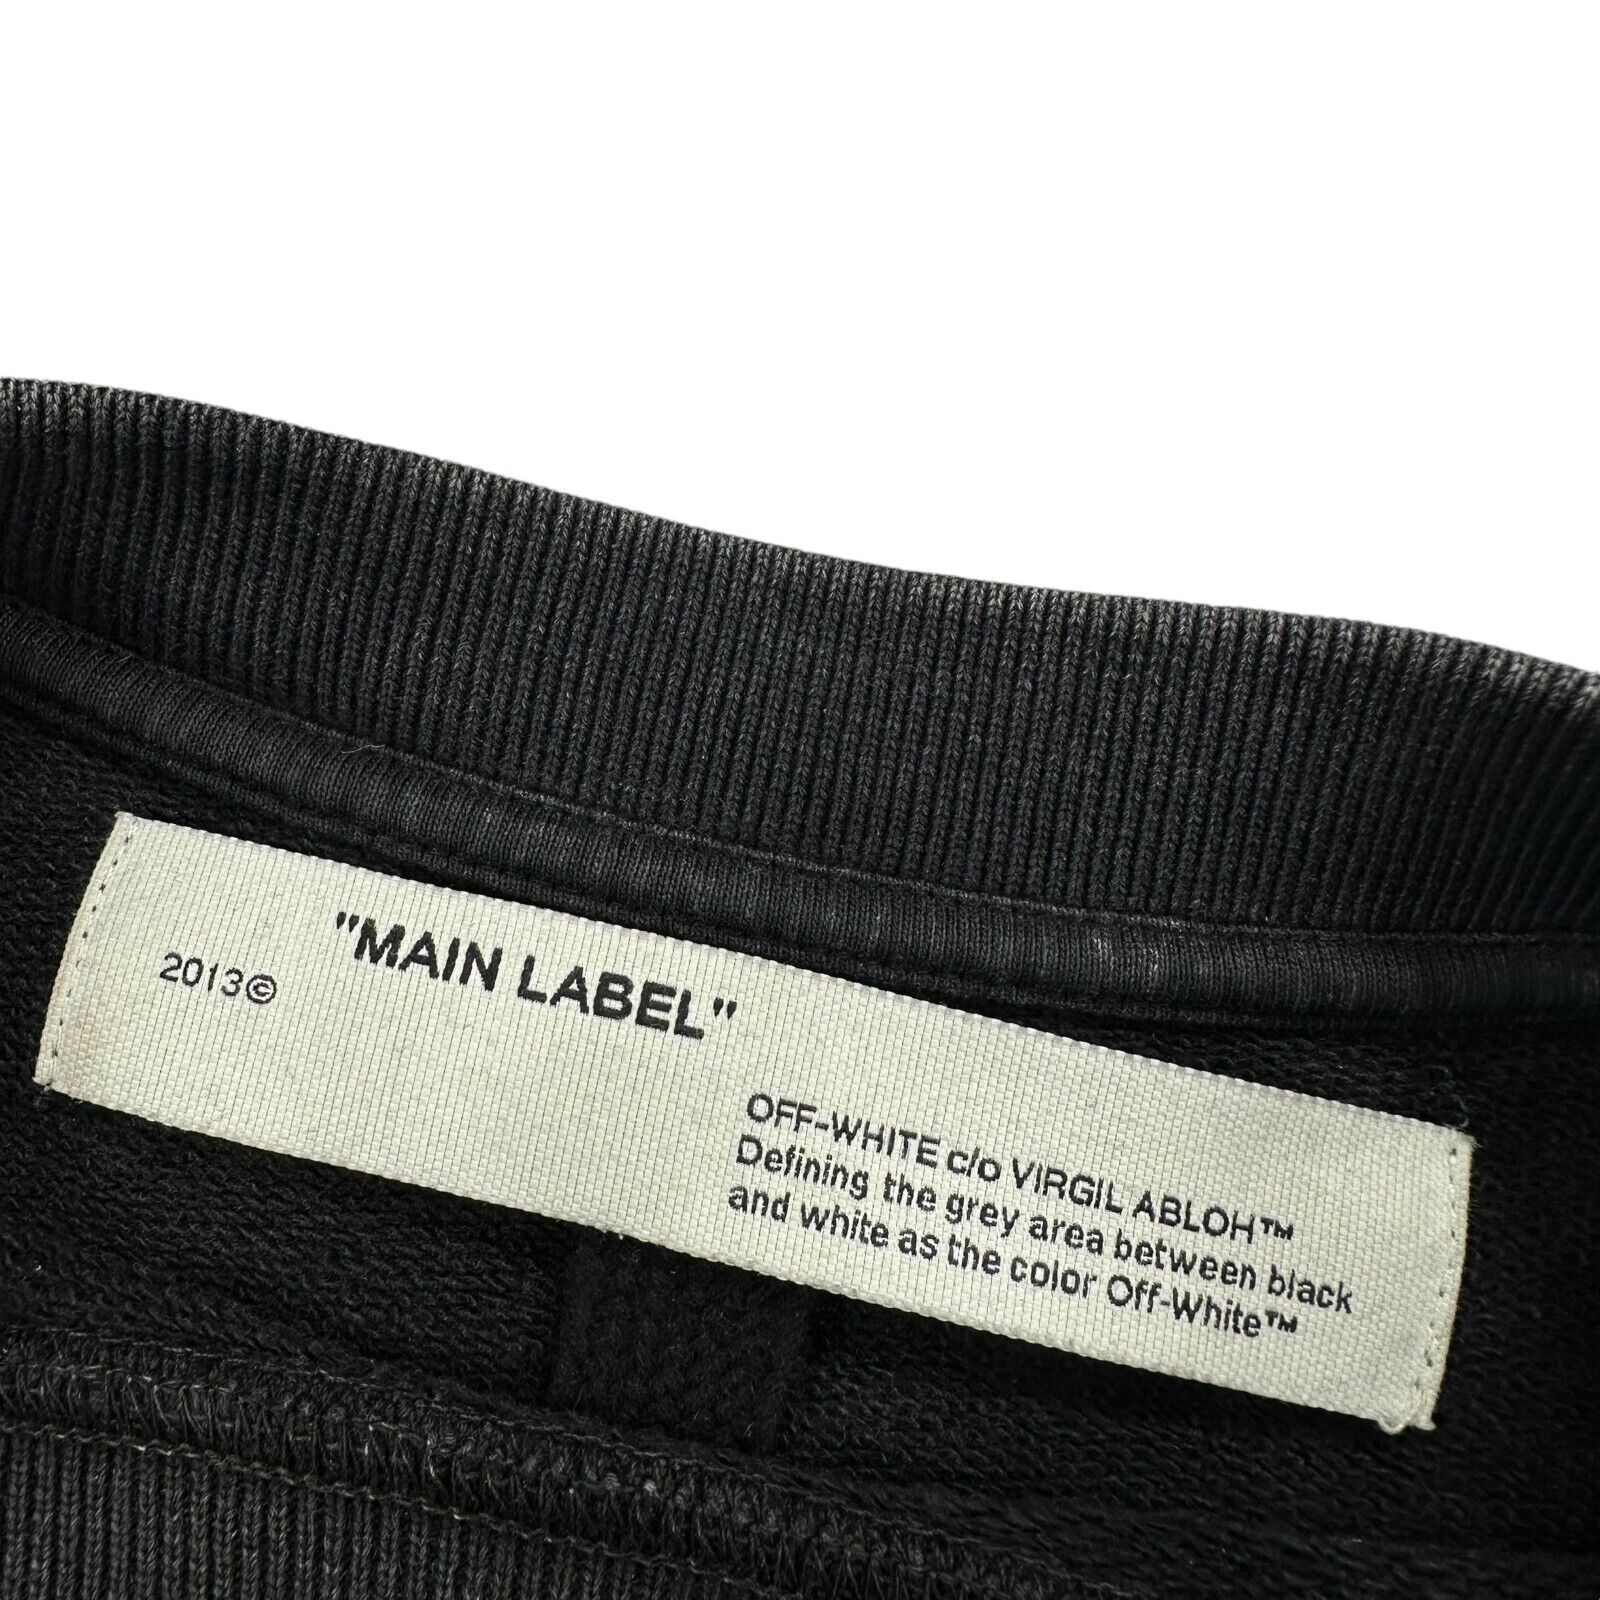 "MAIN LABEL"
2013©
OFF-WHITE c/o VIRGIL ABLOH™
Defining the grey area between black
and white as the color Off-White™